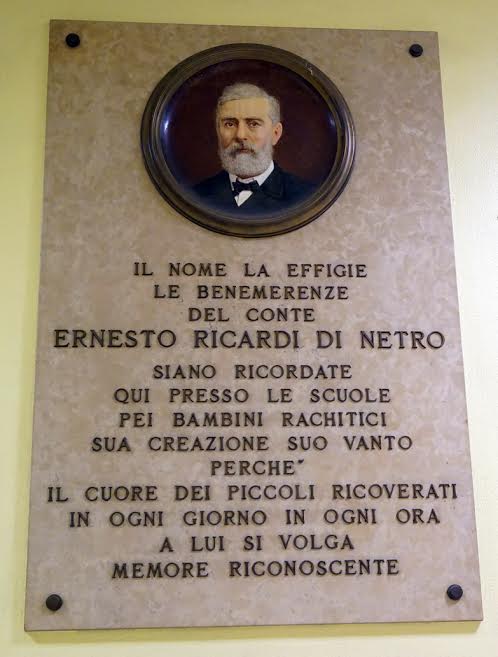 IL NOME LA EFFIGIE
LE BENEMERENZE
DEL CONTE
ERNESTO RICARDI DI NETRO
SIANO RICORDATE
QUI PRESSO LE SCUOLE
PEI BAMBINI RACHITICI
SUA CREAZIONE SUO VANTO
PERCHE´
IL CUORE DEI PICCOLI RICOVERATI
IN OGNI GIORNO IN OGNI ORA
A LUI SI VOLGA
MEMORE RICONOSCENTE